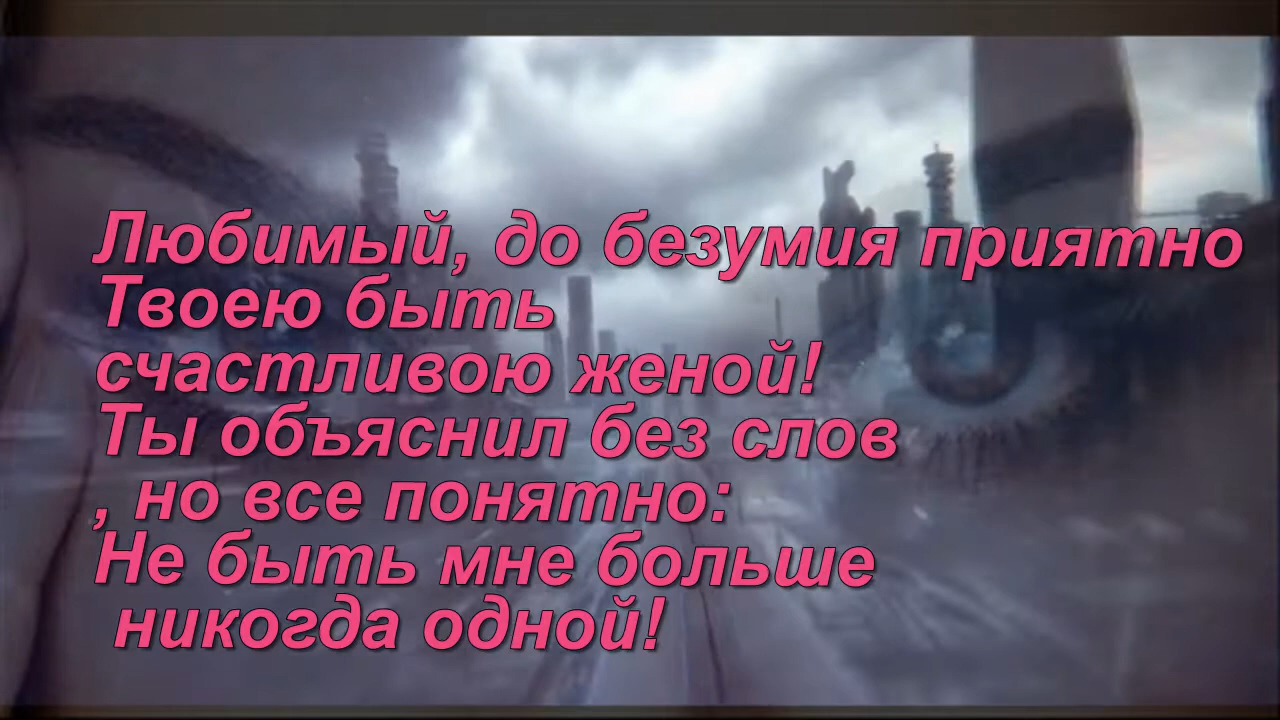 Любимый, до безумия приятно
Твоею быть
счастливою женой!
Ты объяснил без слов
, но все понятно:
Не быть мне больше
никогда одной!